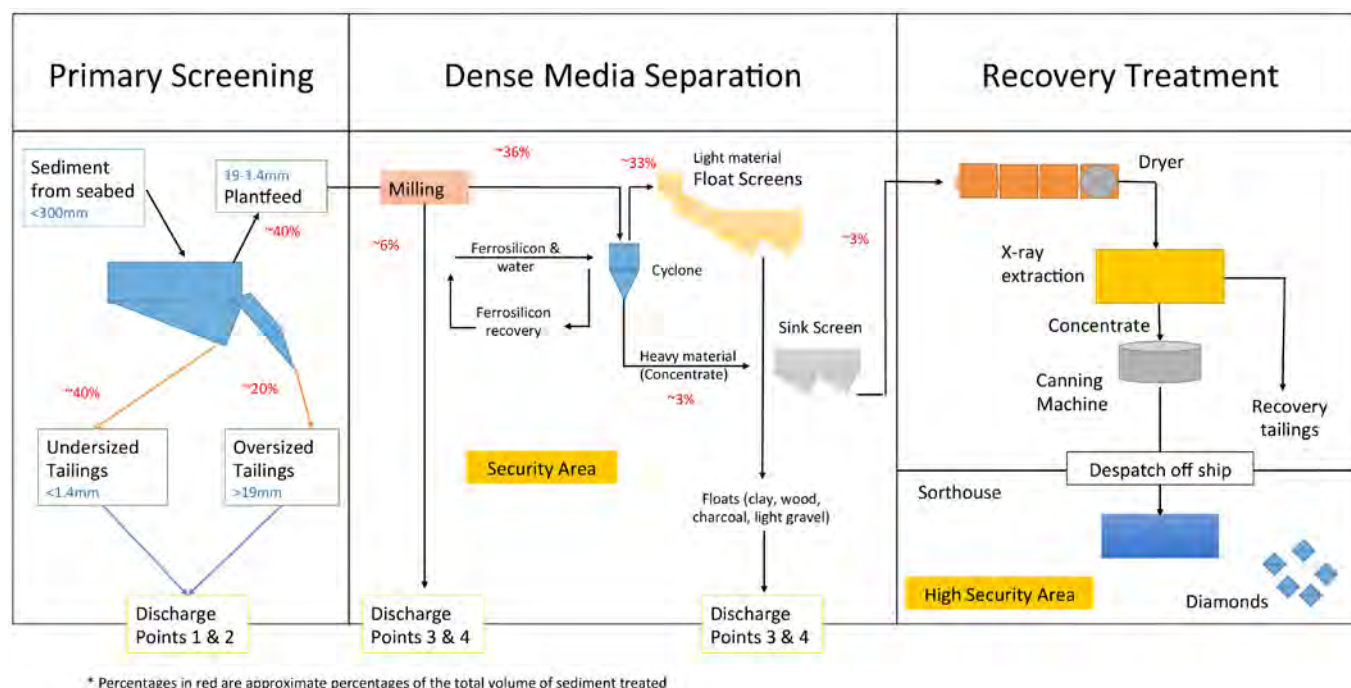 Primary Screening
Dense Media Separation
Recovery Treatment
Sediment
from seabed
<300mm
19-1.4mm
Plantfeed
~40%
~40%
~20%
Undersized
Tailings
<1.4mm
Oversized
Tailings
>19mm
Discharge
Points 1 & 2
Milling
~36%
~6%
Ferrosilicon &
water
Ferrosilicon
recovery
Cyclone
~33%
Light material
Float Screens
Heavy material
(Concentrate)
~3%
Sink Screen
~3%
Security Area
Floats (clay, wood,
charcoal, light gravel)
Discharge
Points 3 & 4
Discharge
Points 3 & 4
Dryer
X-ray
extraction
Concentrate
Canning
Machine
Recovery
tailings
Despatch off ship
Sorthouse
High Security Area
Diamonds
* Percentages in red are approximate percentages of the total volume of sediment treated